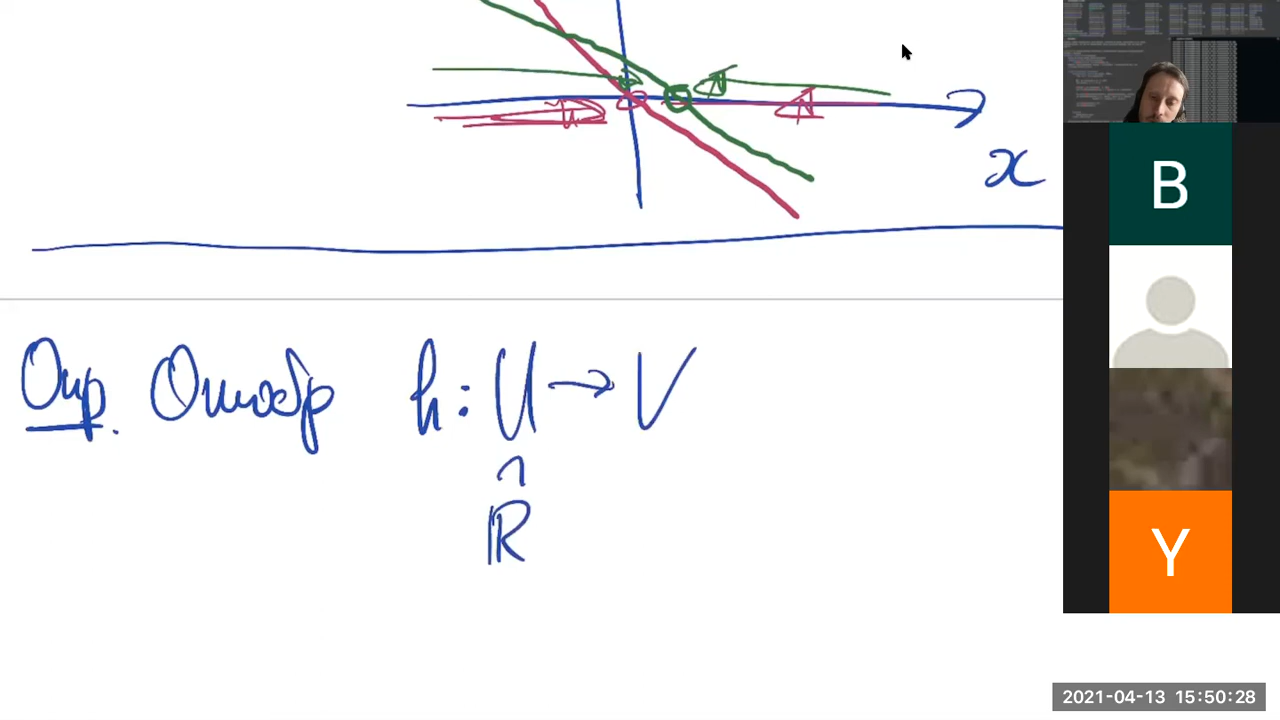 x
B
Опр. Отобр h: U → V
∩
ℝ
Y
2021-04-13 15:50:28